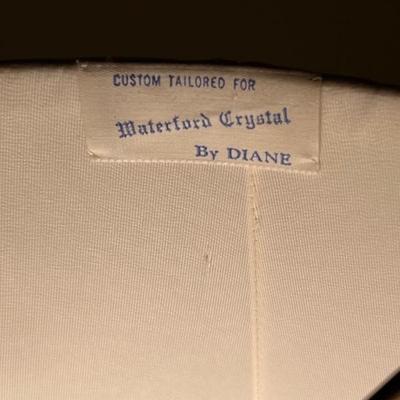 CUSTOM TAILORED FOR
Waterford Crystal
By DIANE